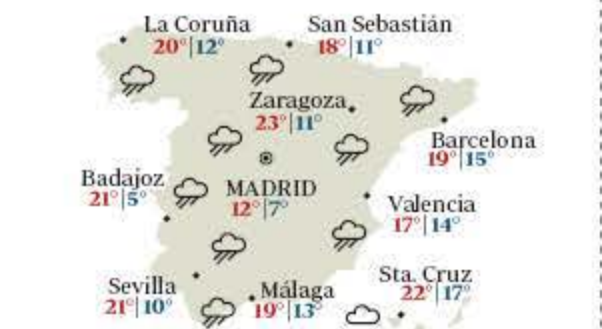 La Coruña
20°|12°
San Sebastián
18°|11°
Zaragoza
23°|11°
Barcelona
19°|15°
Badajoz
21°|5°
MADRID
12°|7°
Valencia
17°|14°
Sevilla
21°|10°
Málaga
19°|13°
Sta. Cruz
22°|17°